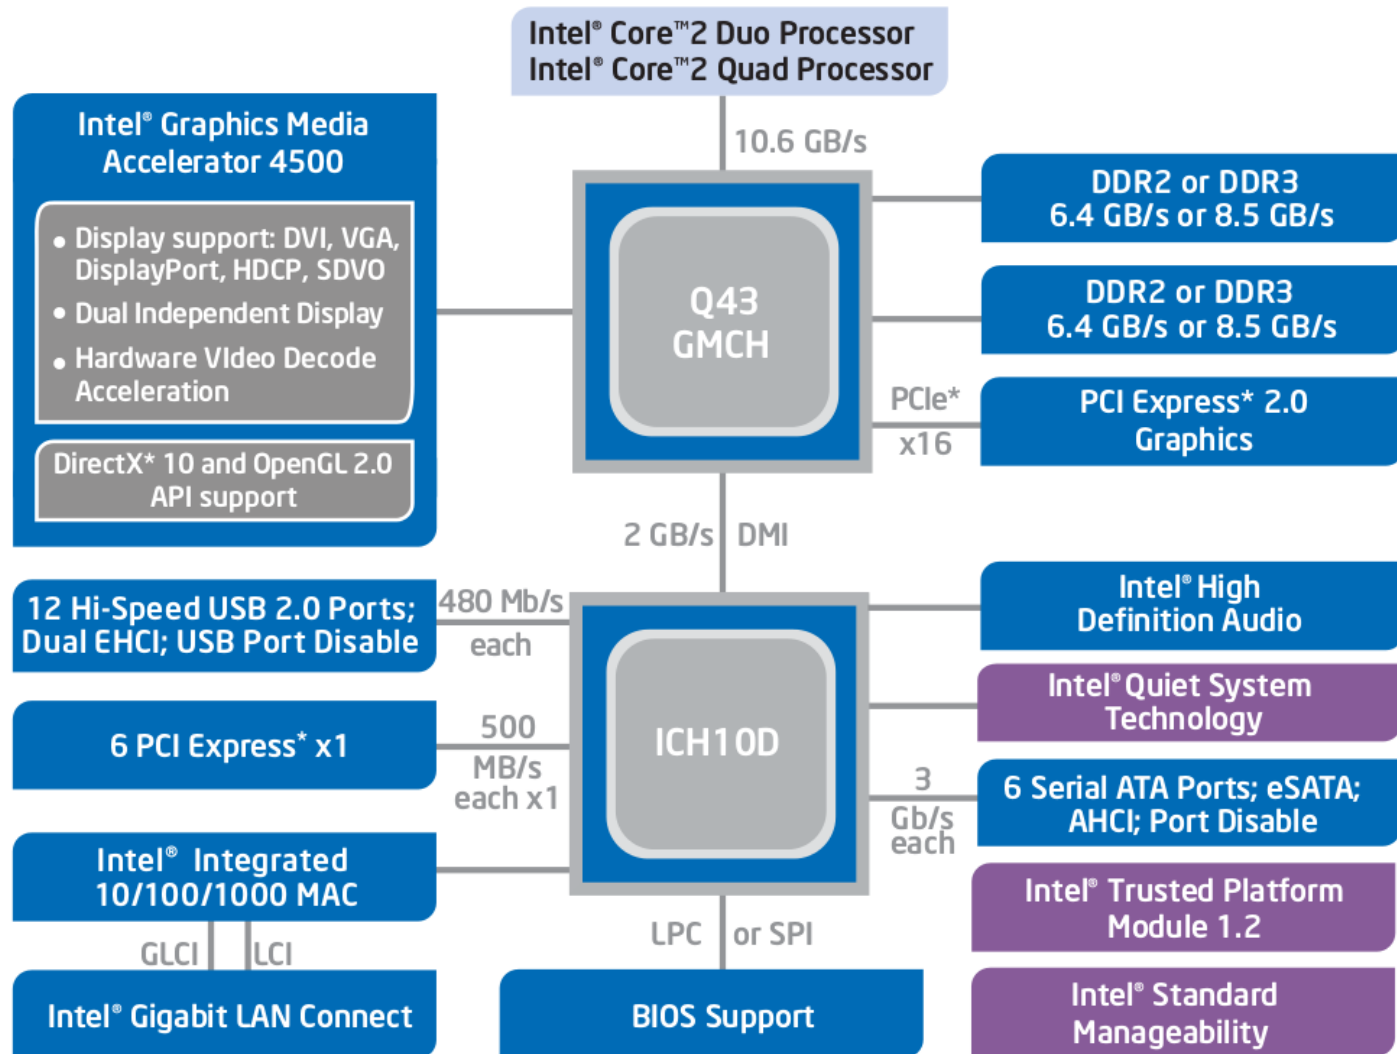 Intel® Core™2 Duo Processor
Intel® Core™2 Quad Processor
10.6 GB/s
Intel® Graphics Media
Accelerator 4500
• Display support: DVI, VGA,
DisplayPort, HDCP, SDVO
• Dual Independent Display
• Hardware VIdeo Decode
Acceleration
DirectX* 10 and OpenGL 2.0
API support
Q43
GMCH
DDR2 or DDR3
6.4 GB/s or 8.5 GB/s
DDR2 or DDR3
6.4 GB/s or 8.5 GB/s
PCIe*
x16
PCI Express* 2.0
Graphics
2 GB/s DMI
12 Hi-Speed USB 2.0 Ports;
Dual EHCI; USB Port Disable
480 Mb/s
each
6 PCI Express* x1
500
MB/s
each x1
Intel® Integrated
10/100/1000 MAC
GLCI LCI
Intel® Gigabit LAN Connect
ICH10D
LPC or SPI
BIOS Support
Intel® High
Definition Audio
Intel® Quiet System
Technology
3
Gb/s
each
6 Serial ATA Ports; eSATA;
AHCI; Port Disable
Intel® Trusted Platform
Module 1.2
Intel® Standard
Manageability